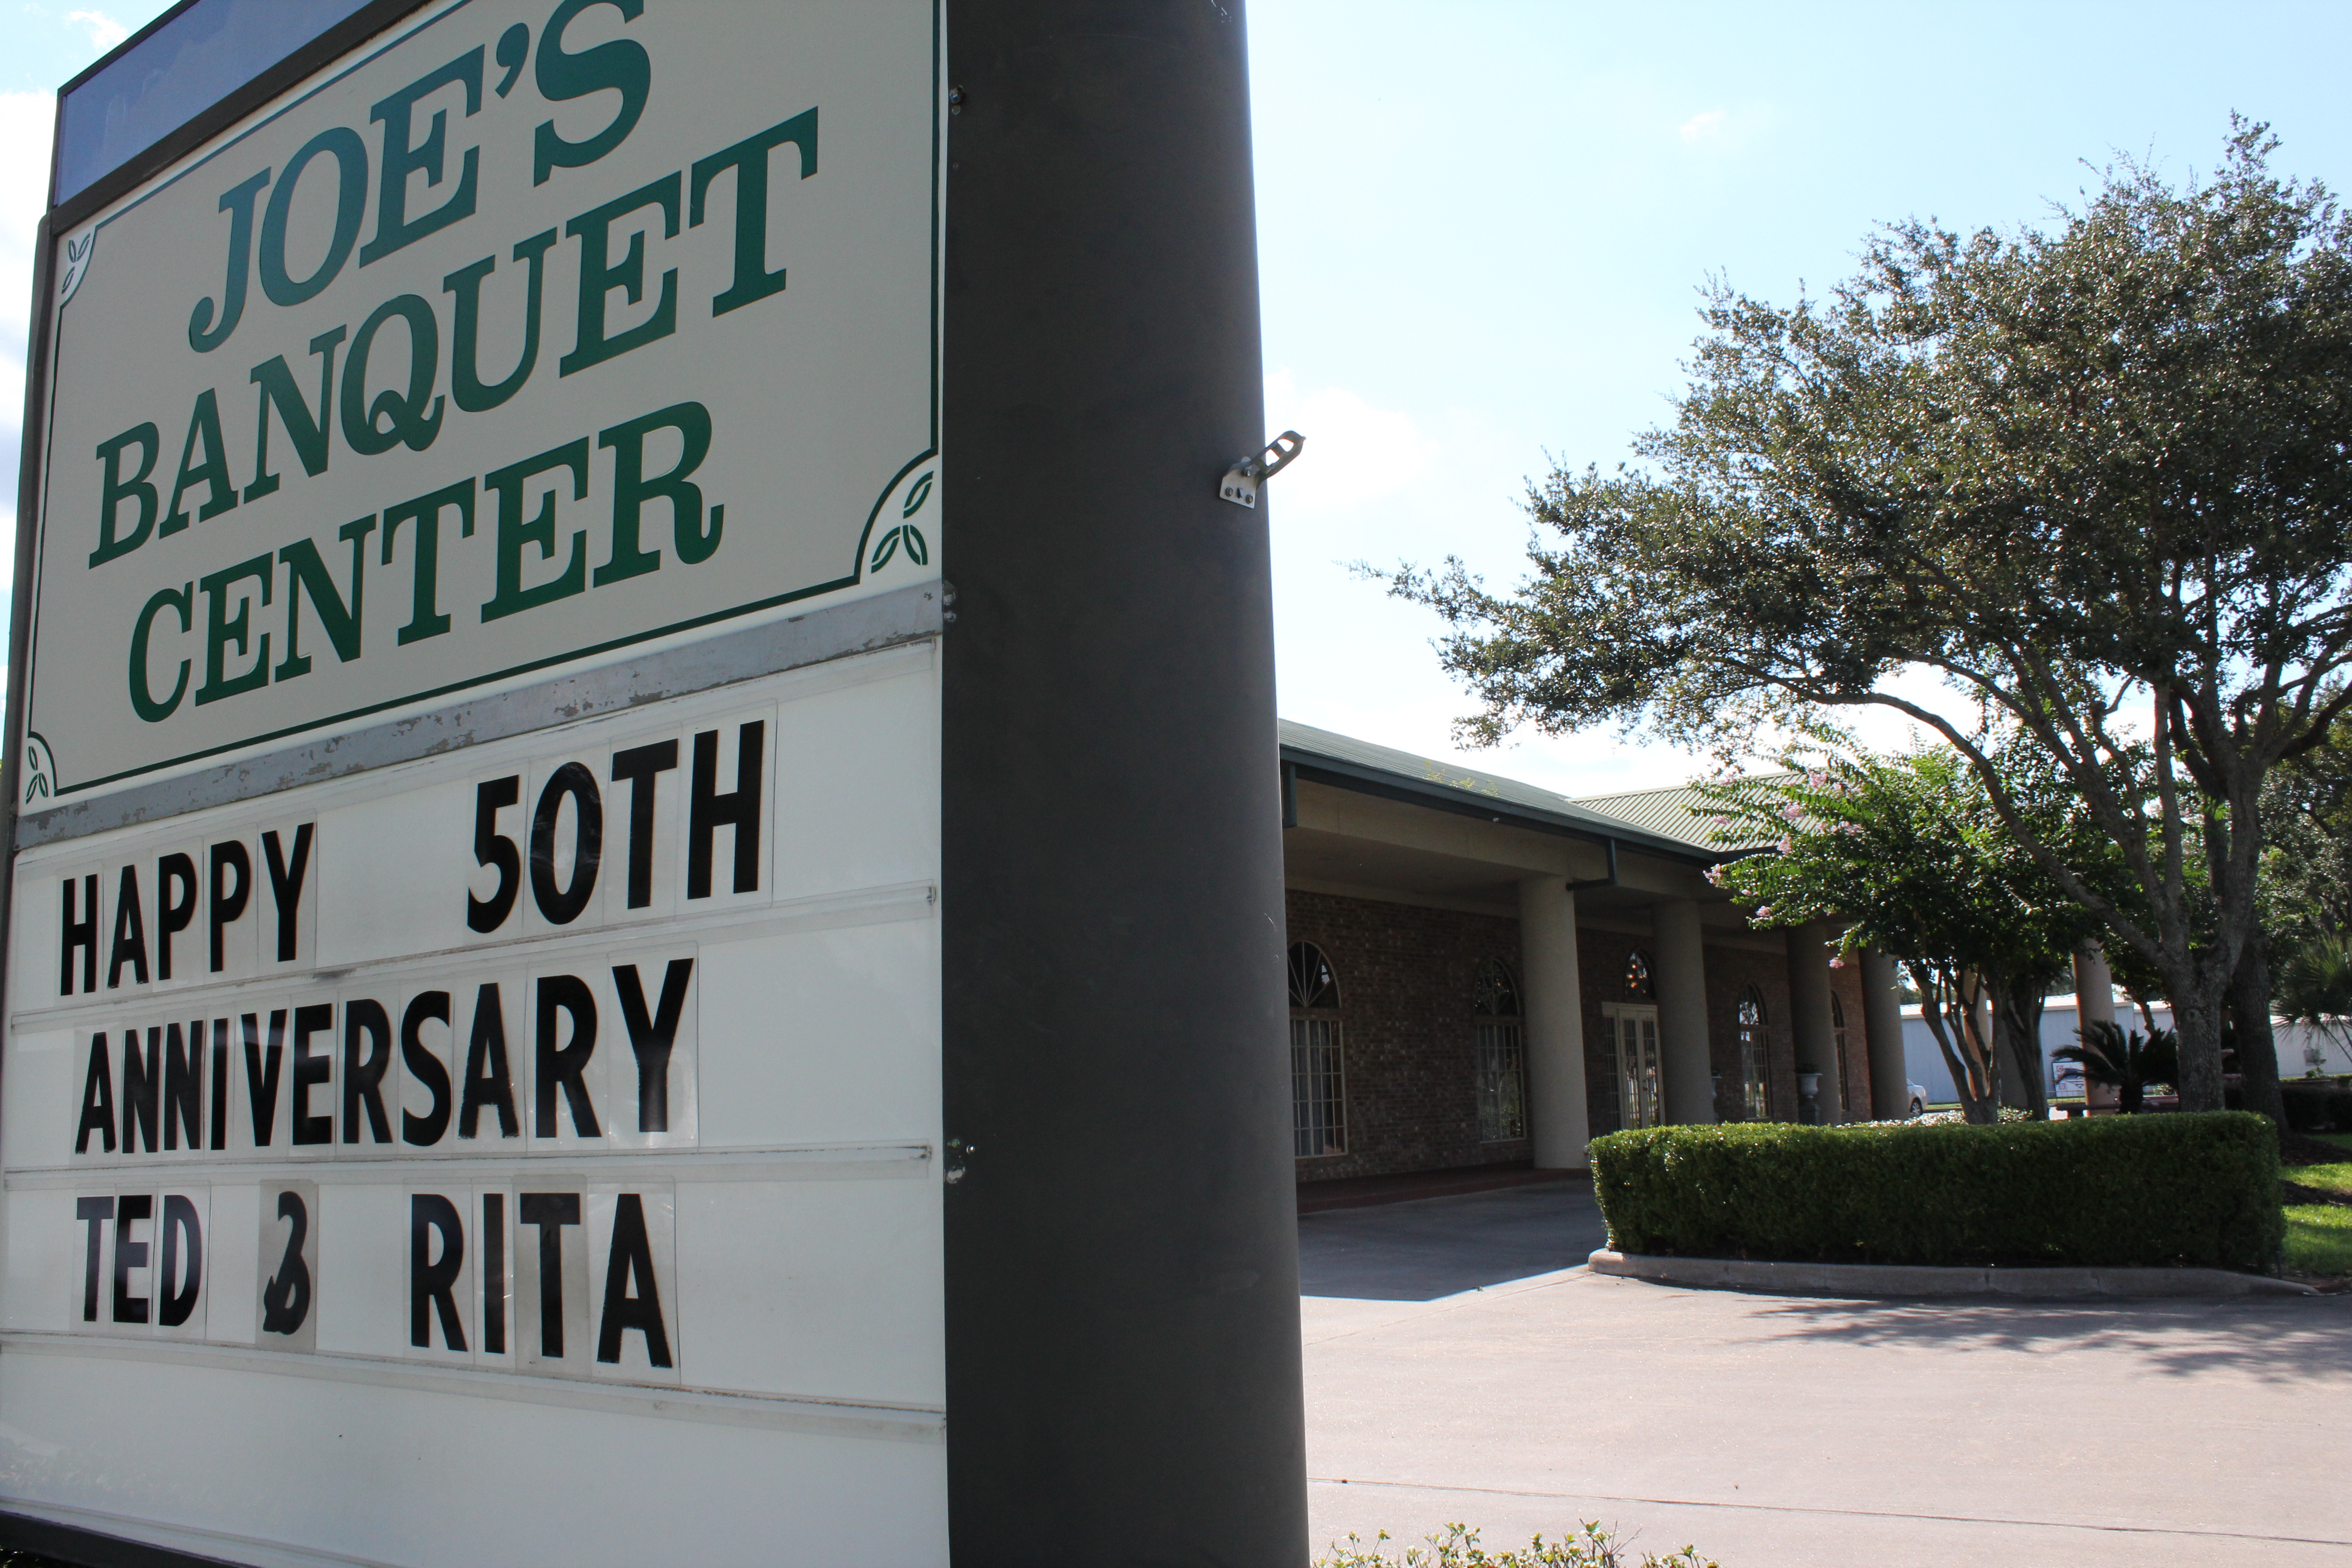 JOE'S
BANQUET
CENTER
HAPPY 50TH
ANNIVERSARY
TED & RITA